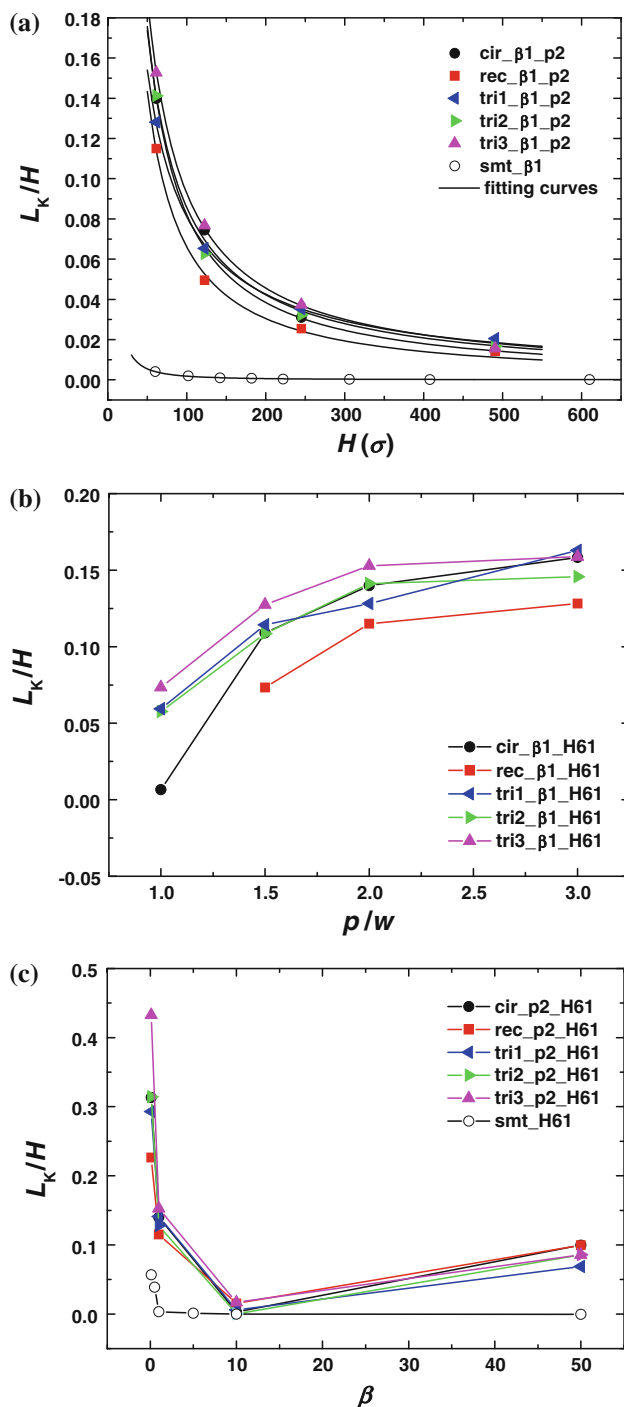 (a)
0.18
0.16
0.14
0.12
0.10
0.08
0.06
0.04
0.02
0.00
L_K/H
cir_β1_p2
rec_β1_p2
tri1_β1_p2
tri2_β1_p2
tri3_β1_p2
smt_β1
fitting curves
0 100 200 300 400 500 600
H (σ)
(b)
0.20
0.15
0.10
0.05
0.00
-0.05
L_K/H
cir_β1_H61
rec_β1_H61
tri1_β1_H61
tri2_β1_H61
tri3_β1_H61
1.0 1.5 2.0 2.5 3.0
p/w
(c)
0.5
0.4
0.3
0.2
0.1
0.0
L_K/H
cir_p2_H61
rec_p2_H61
tri1_p2_H61
tri2_p2_H61
tri3_p2_H61
smt_H61
0 10 20 30 40 50
β